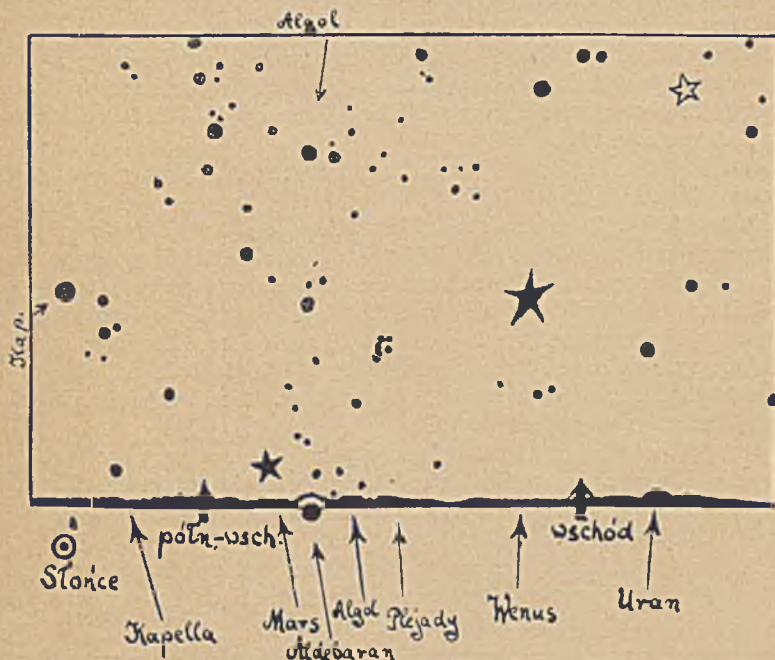 Algol
Kap.
półn.-wsch.
wschód
Słońce
Kapella
Mars
Aldebaran
Algol
Plejady
Wenus
Uran